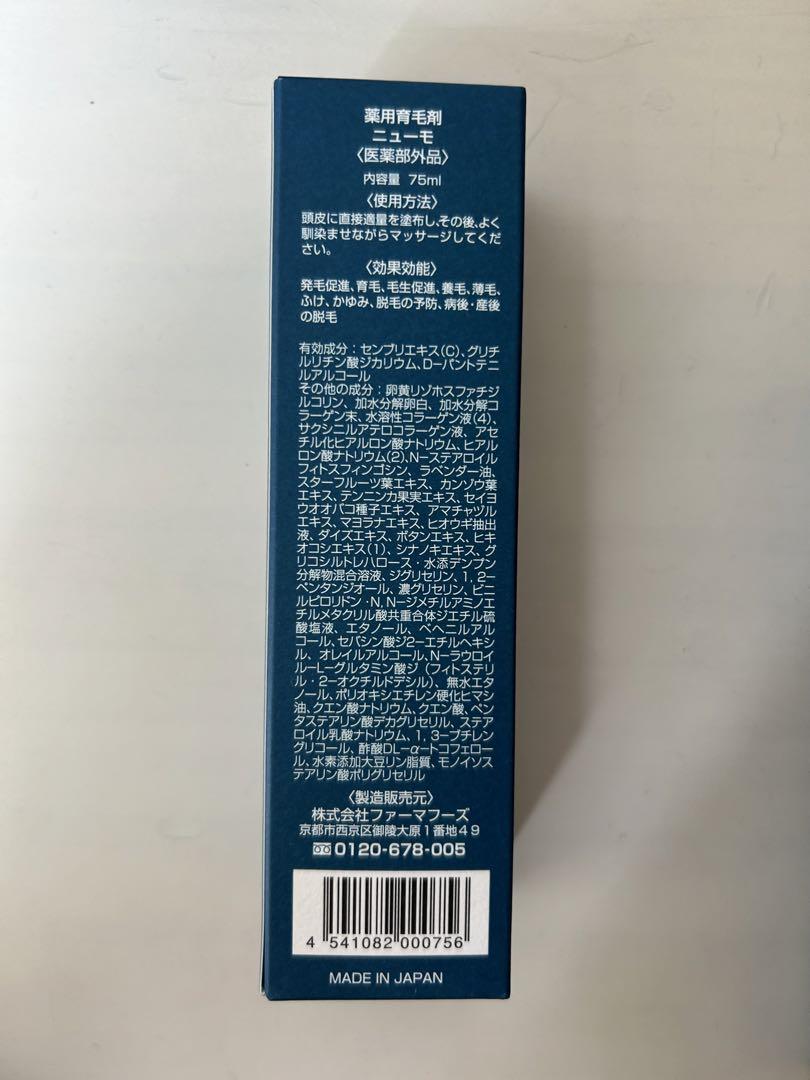 薬用育毛剤
ニューモ
〈医薬部外品〉
内容量 75ml
〈使用方法〉
頭皮に直接適量を塗布し、その後、よく
馴染ませながらマッサージしてくだ
さい。
〈効果効能〉
発毛促進、育毛、毛生促進、養毛、薄毛、
ふけ、かゆみ、脱毛の予防、病後・産後
の脱毛
有効成分：センブリエキス(C)、グリチ
ルリチン酸ジカリウム、D－パントテニ
ルアルコール
その他の成分：卵黄リゾホスファチジ
ルコリン、加水分解卵白、加水分解コ
ラーゲン末、水溶性コラーゲン液(4)、
サクシニルアテロコラーゲン液、アセ
チル化ヒアルロン酸ナトリウム、ヒアル
ロン酸ナトリウム(2)、N－ステアロイル
フィトスフィンゴシン、ラベンダー油、
スターフルーツ葉エキス、カンゾウ葉
エキス、テンニンカ果実エキス、セイヨ
ウオオバコ種子エキス、アマチャヅル
エキス、マヨラナエキス、ヒオウギ抽出
液、ダイズエキス、ボタンエキス、ヒキ
オコシエキス(1)、シナノキエキス、グ
リコシルトレハロース・水添デンプン
分解物混合溶液、ジグリセリン、1, 2－
ペンタンジオール、濃グリセリン、ビニ
ルピロリドン・N, N－ジメチルアミノエ
チルメタクリル酸共重合体ジエチル硫
酸塩液、エタノール、ベヘニルアル
コール、セバシン酸ジ2－エチルヘキシ
ル、オレイルアルコール、N－ラウロイ
ル－L－グルタミン酸ジ（フィトステリ
ル・2－オクチルドデシル）、無水エタ
ノール、ポリオキシエチレン硬化ヒマシ
油、クエン酸ナトリウム、クエン酸、ペン
タステアリン酸デカグリセリル、ステア
ロイル乳酸ナトリウム、1, 3－ブチレン
グリコール、酢酸DL－α－トコフェロー
ル、水素添加大豆リン脂質、モノイソス
テアリン酸ポリグリセリル
〈製造販売元〉
株式会社ファーマフーズ
京都市西京区御陵大原1番地49
0120-678-005
4 541082 000756
MADE IN JAPAN